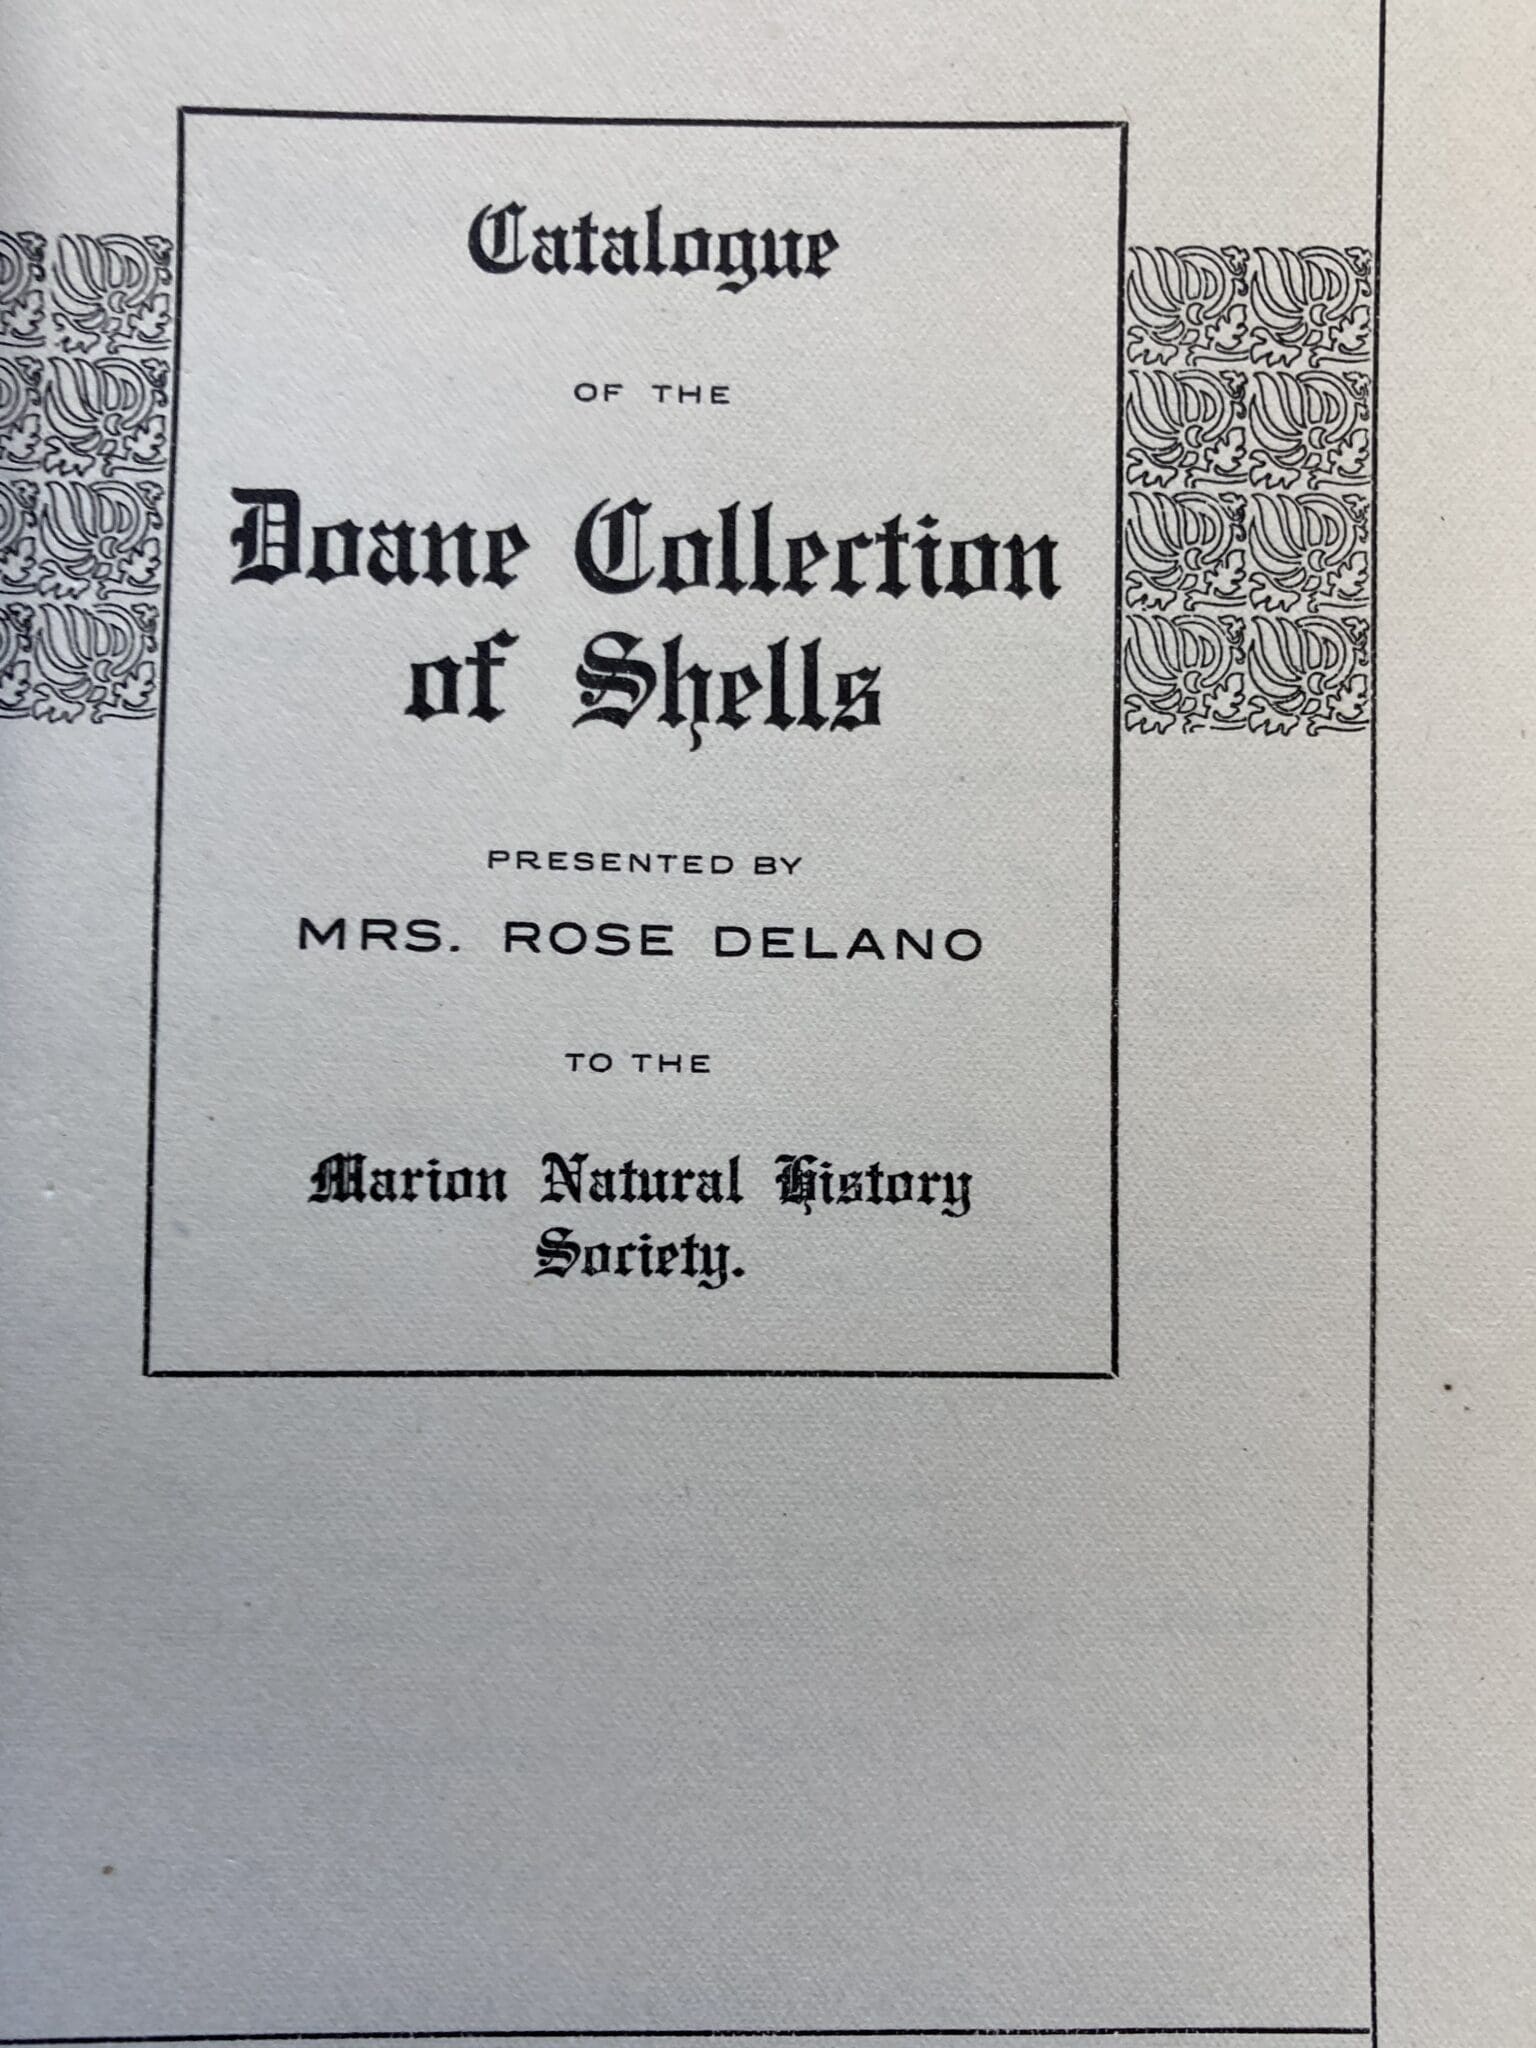 Catalogue
OF THE
Doane Collection
of Shells
PRESENTED BY
MRS. ROSE DELANO
TO THE
Marion Natural History
Society.